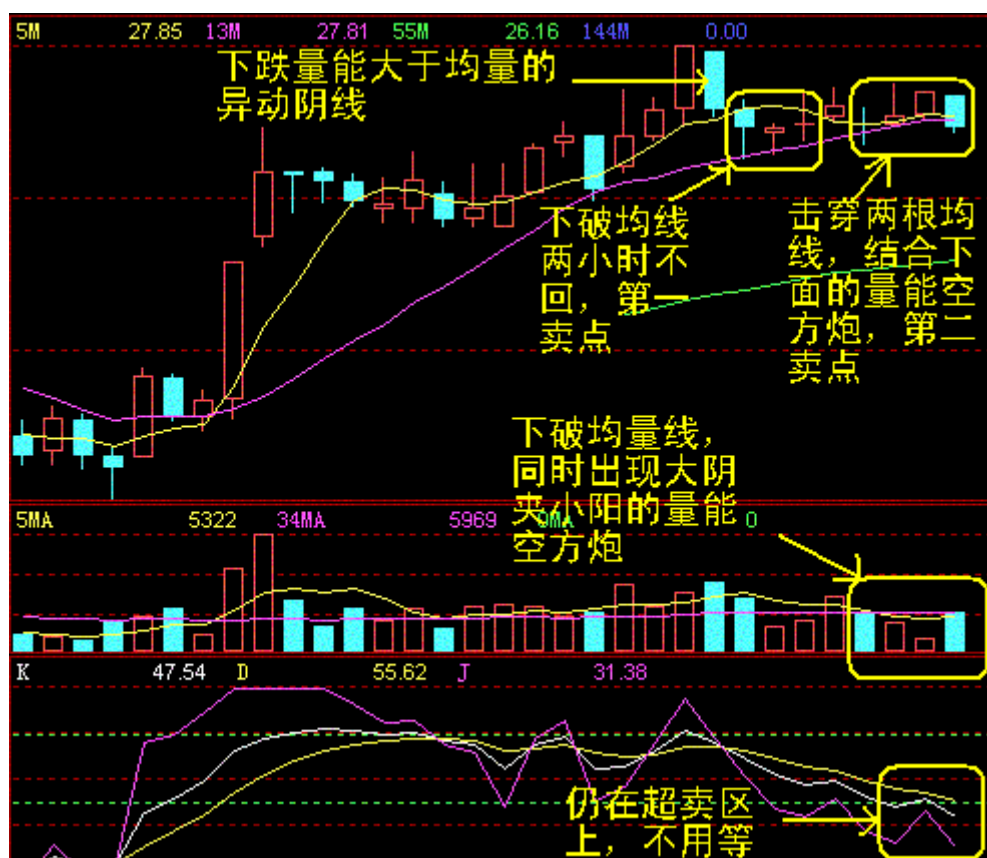 5M 27.85 13M 27.81 55M 26.16 144M 0.00
下跌量能大于均量的
异动阴线
下破均线
两小时不
回，第一
卖点
击穿两根均
线，结合下
面的量能空
方炮，第二
卖点
下破均量线，
同时出现大阴
夹小阳的量能
空方炮
5MA 5322 34MA 5969 0MA 0
K 47.54 D 55.62 J 31.38
仍在超卖区
上，不用等